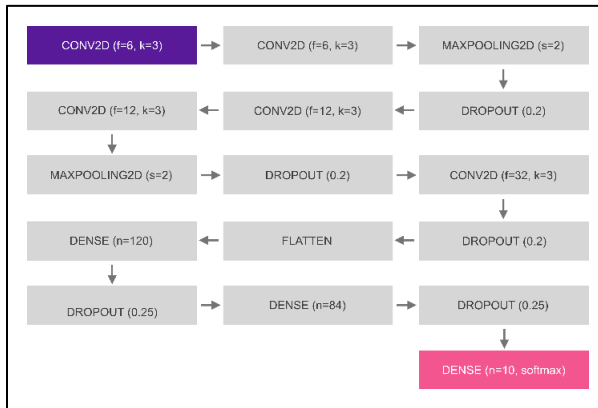 CONV2D (f=6, k=3)
CONV2D (f=6, k=3)
MAXPOOLING2D (s=2)
DROPOUT (0.2)
CONV2D (f=12, k=3)
CONV2D (f=12, k=3)
MAXPOOLING2D (s=2)
DROPOUT (0.2)
CONV2D (f=32, k=3)
DROPOUT (0.2)
FLATTEN
DENSE (n=120)
DROPOUT (0.25)
DENSE (n=84)
DROPOUT (0.25)
DENSE (n=10, softmax)